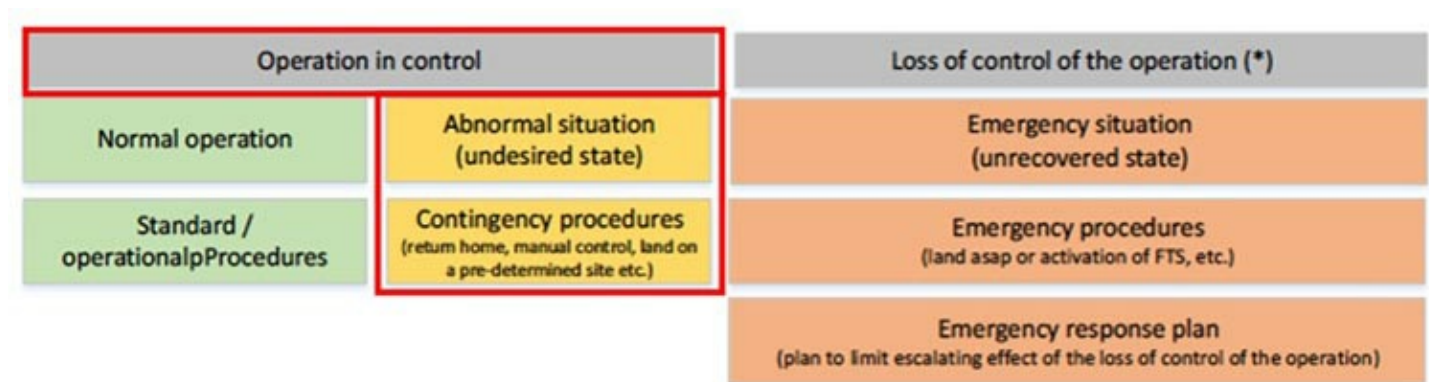 Operation in control
Loss of control of the operation (*)
Normal operation
Abnormal situation
(undesired state)
Emergency situation
(unrecovered state)
Standard /
operationalpProcedures
Contingency procedures
(return home, manual control, land on
a pre-determined site etc.)
Emergency procedures
(land asap or activation of FTS, etc.)
Emergency response plan
(plan to limit escalating effect of the loss of control of the operation)